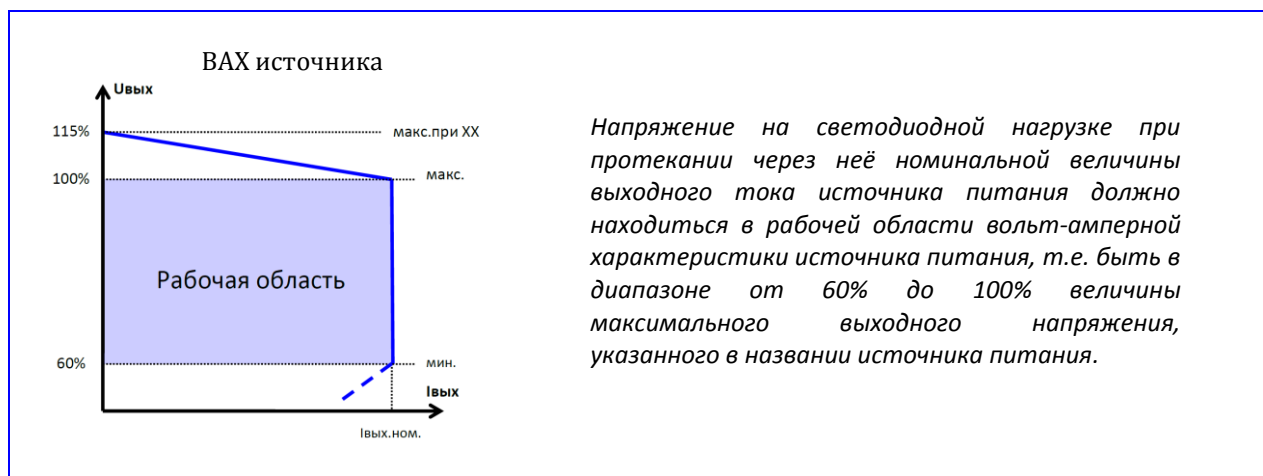 ВАХ источника
Uвых
115%
макс.при ХХ
100%
макс.
Рабочая область
60%
мин.
Iвых
Iвых.ном.
Напряжение на светодиодной нагрузке при
протекании через неё номинальной величины
выходного тока источника питания должно
находиться в рабочей области вольт-амперной
характеристики источника питания, т.е. быть в
диапазоне от 60% до 100% величины
максимального выходного напряжения,
указанного в названии источника питания.